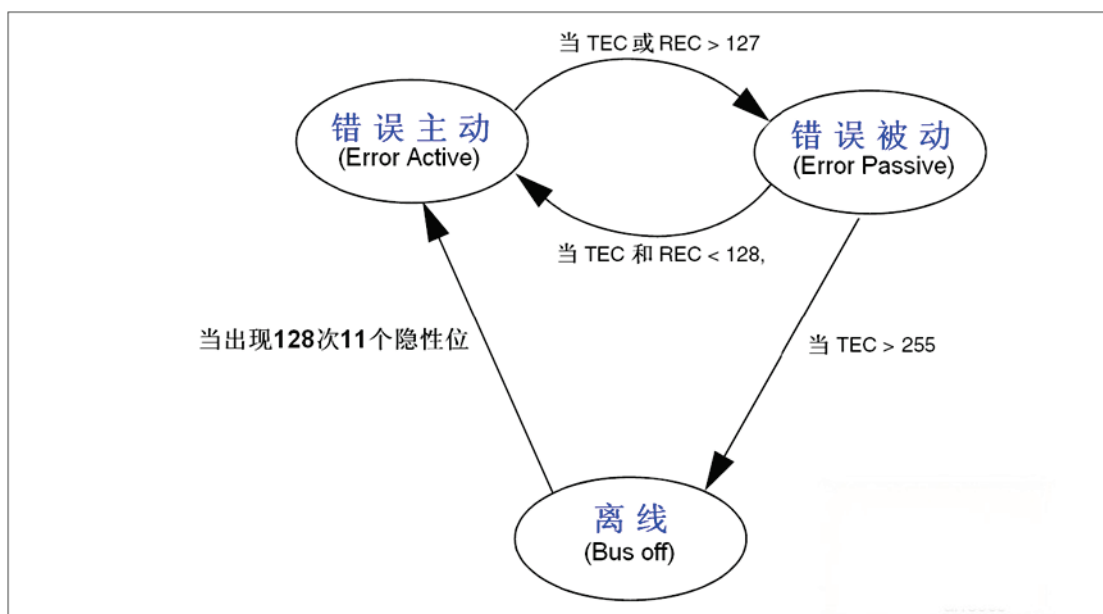 当 TEC 或 REC > 127
错误主动
(Error Active)
错误被动
(Error Passive)
当 TEC 和 REC < 128,
当出现128次11个隐性位
当 TEC > 255
离线
(Bus off)